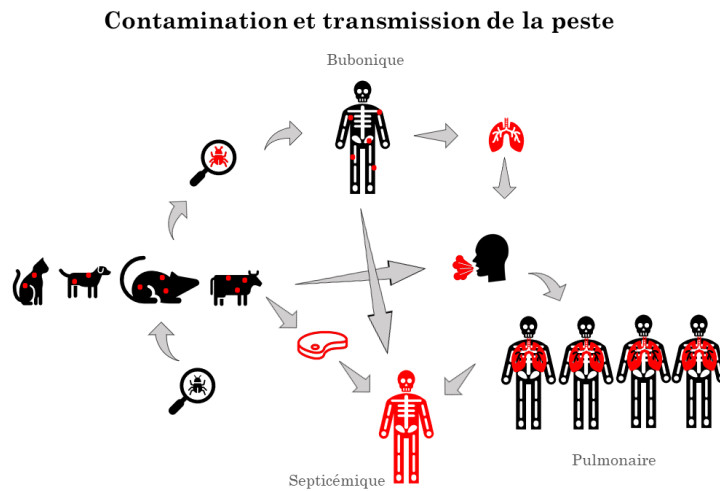 Contamination et transmission de la peste
Bubonique
Septicémique
Pulmonaire